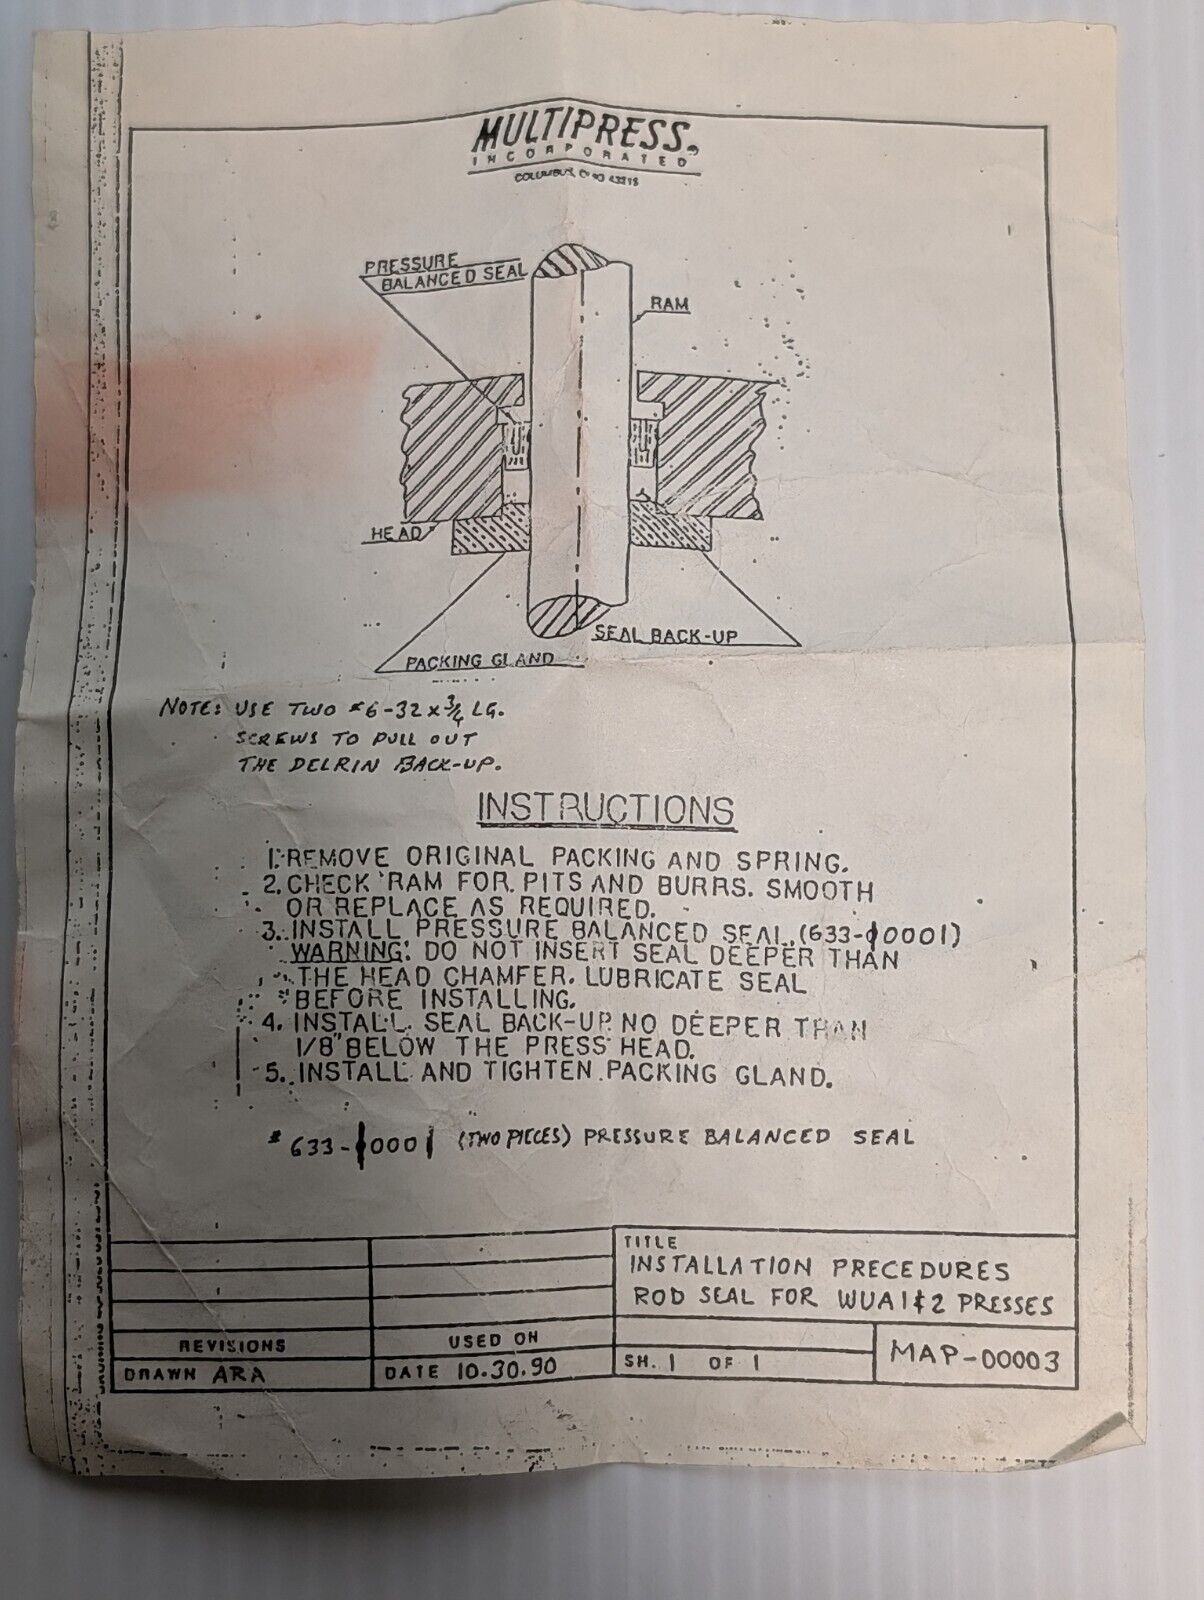 MULTIPRESS.
INCORPORATED
COLUMBUS,
PRESSURE
BALANCED SEAL
RAM
HEAD
SEAL BACK-UP
PACKING GLAND
NOTE: USE TWO #6-32 x 3/4 LG.
SCREWS TO PULL OUT
THE DELRIN BACK-UP.
INSTRUCTIONS
1. REMOVE ORIGINAL PACKING AND SPRING.
2. CHECK RAM FOR PITS AND BURRS. SMOOTH
OR REPLACE AS REQUIRED.
3. INSTALL PRESSURE BALANCED SEAL (633-00001)
WARNING: DO NOT INSERT SEAL DEEPER THAN
THE HEAD CHAMFER. LUBRICATE SEAL
BEFORE INSTALLING.
4. INSTALL SEAL BACK-UP NO DEEPER THAN
1/8" BELOW THE PRESS HEAD.
5. INSTALL AND TIGHTEN PACKING GLAND.
# 633-00001 (TWO PIECES) PRESSURE BALANCED SEAL
TITLE
INSTALLATION PRECEDURES
ROD SEAL FOR WUA1&2 PRESSES
REVISIONS
USED ON
DRAWN ARA
DATE 10.30.90
SH. 1 OF 1
MAP-00003